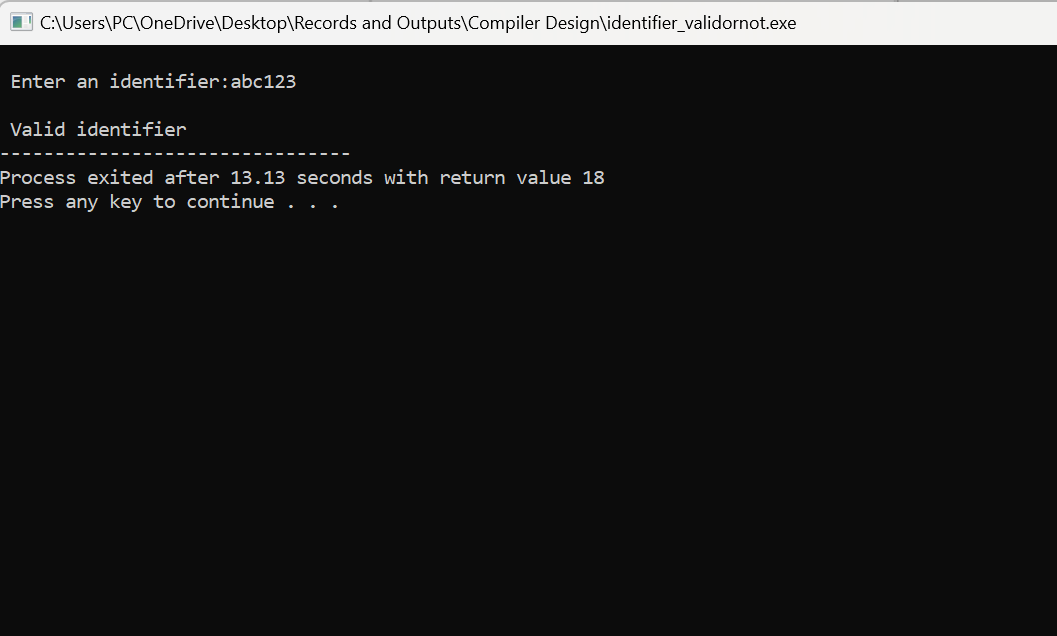 C:\Users\PC\OneDrive\Desktop\Records and Outputs\Compiler Design\identifier_validornot.exe
Enter an identifier:abc123
Valid identifier
--------------------------------
Process exited after 13.13 seconds with return value 18
Press any key to continue . . .